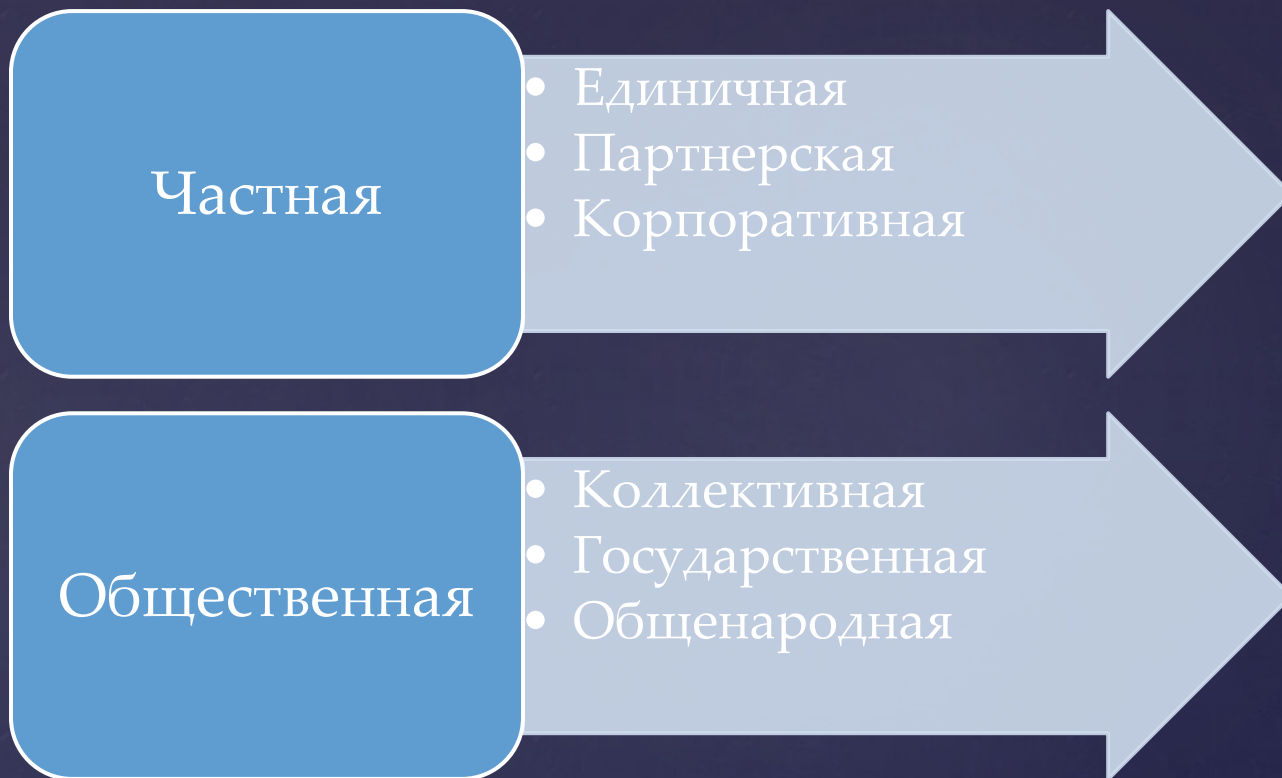 Частная
• Единичная
• Партнерская
• Корпоративная
Общественная
• Коллективная
• Государственная
• Общенародная